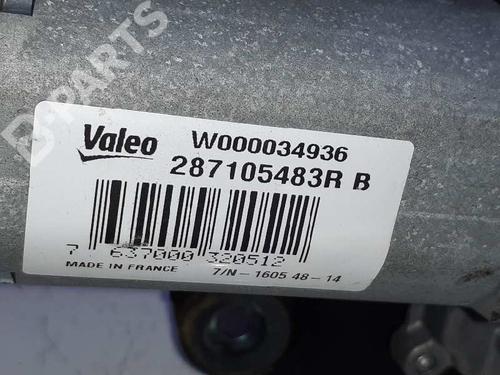 B-PARTS
Valeo W000034936
287105483R B
7 637000 320512
MADE IN FRANCE 7/N-1605 48-14